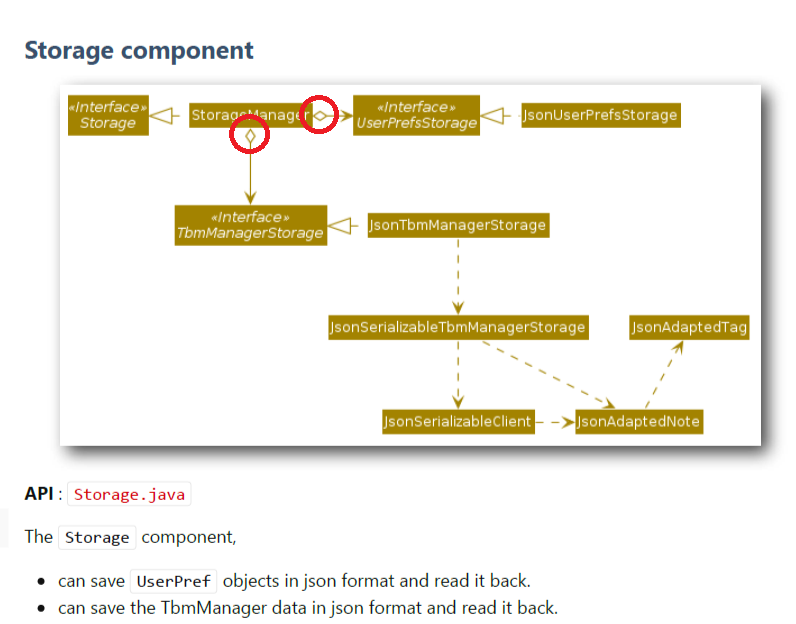 Storage component
«Interface»
Storage
StorageManager
«Interface»
UserPrefsStorage
JsonUserPrefsStorage
«Interface»
TbmManagerStorage
JsonTbmManagerStorage
JsonSerializableTbmManagerStorage
JsonAdaptedTag
JsonSerializableClient
JsonAdaptedNote
API : Storage.java
The Storage component,
• can save UserPref objects in json format and read it back.
• can save the TbmManager data in json format and read it back.